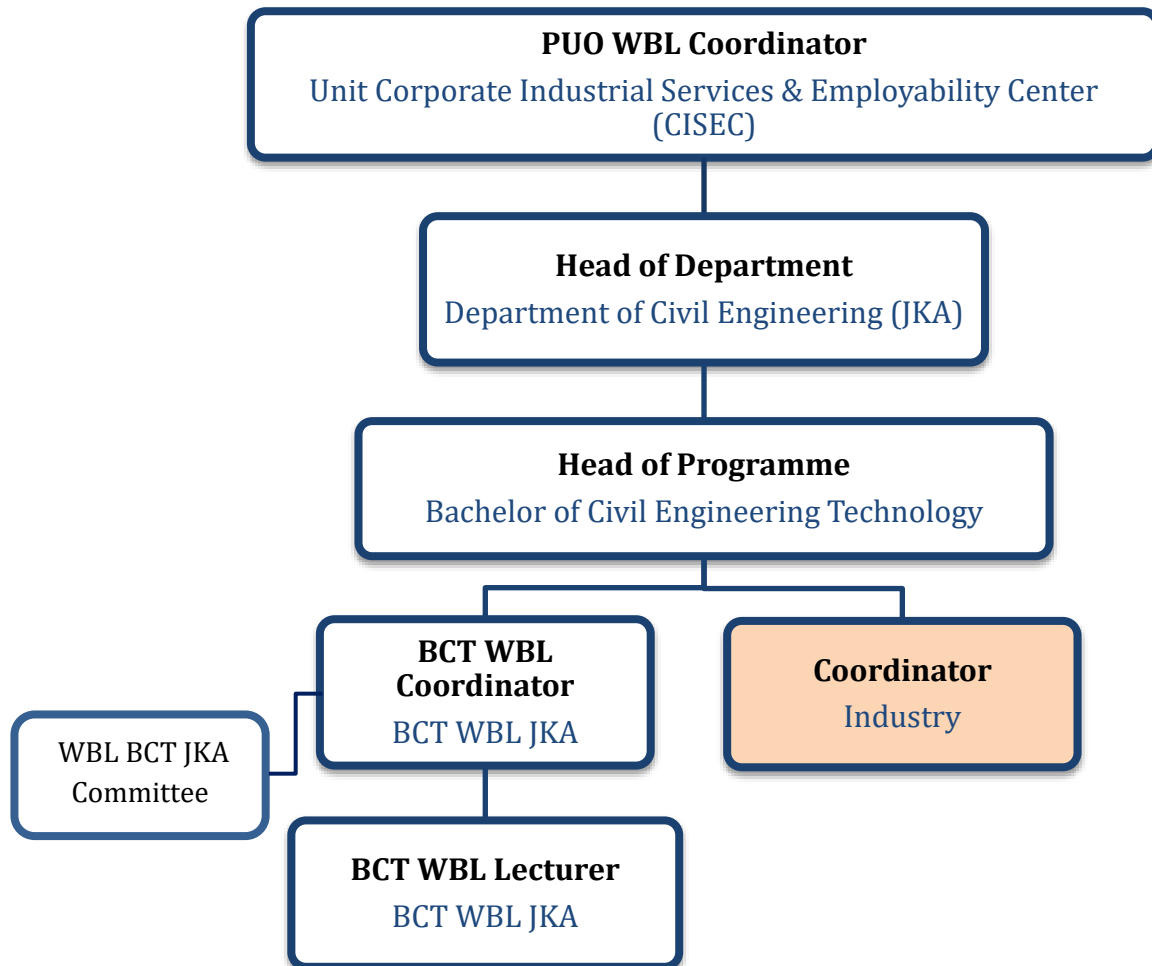 PUO WBL Coordinator
Unit Corporate Industrial Services & Employability Center
(CISEC)
Head of Department
Department of Civil Engineering (JKA)
Head of Programme
Bachelor of Civil Engineering Technology
BCT WBL
Coordinator
BCT WBL JKA
Coordinator
Industry
WBL BCT JKA
Committee
BCT WBL Lecturer
BCT WBL JKA